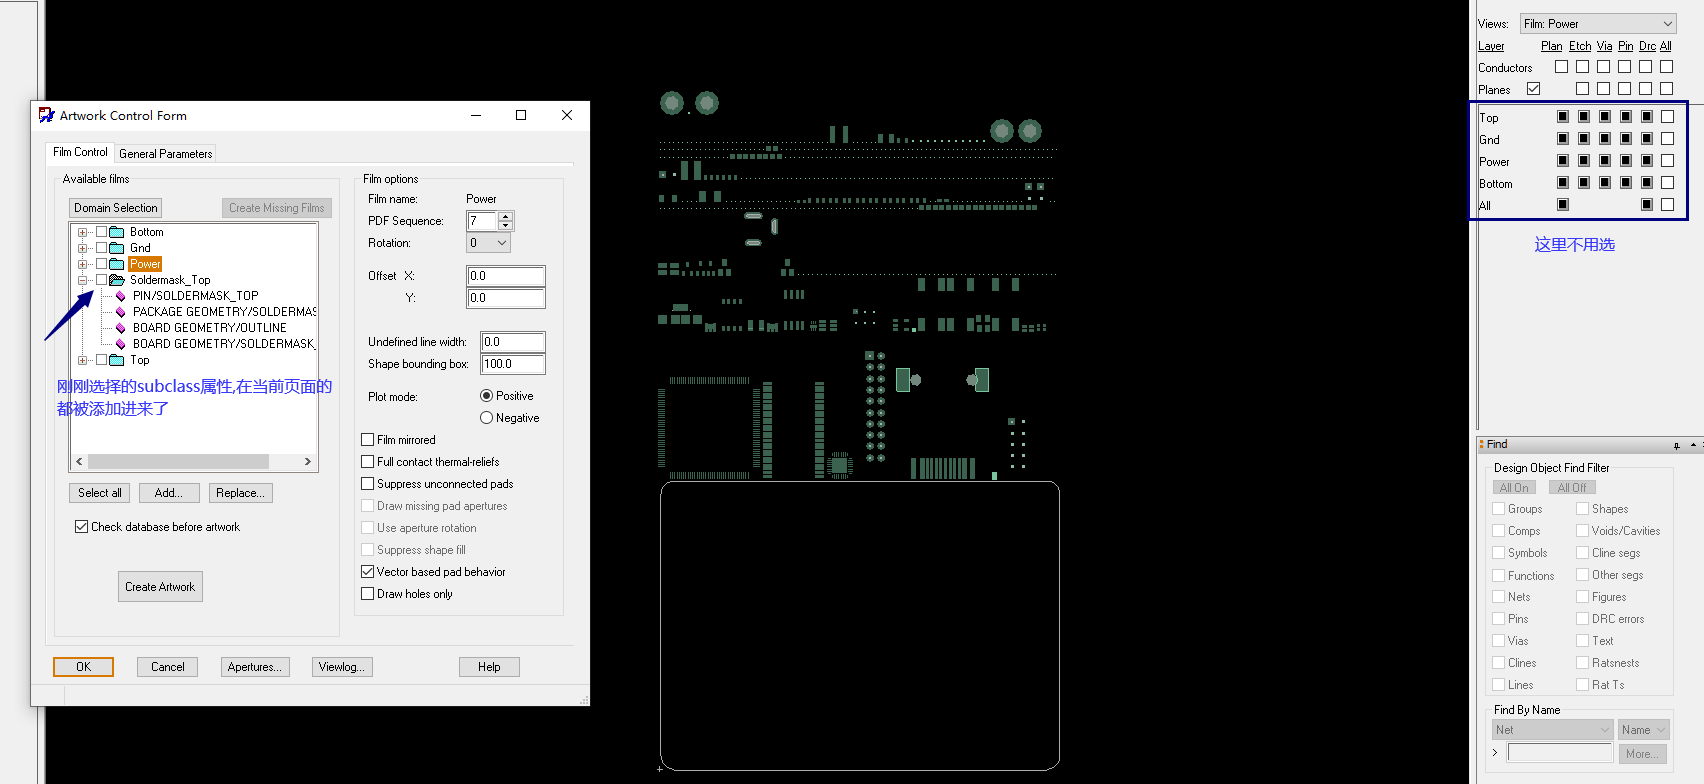 Artwork Control Form
Film Control
General Parameters
Available films
Domain Selection
Create Missing Films
Bottom
Gnd
Power
Soldermask_Top
PIN/SOLDERMASK_TOP
PACKAGE GEOMETRY/SOLDERMAS
BOARD GEOMETRY/OUTLINE
BOARD GEOMETRY/SOLDERMASK_
Top
刚刚选择的subclass属性,在当前页面的
都被添加进来了
Select all
Add...
Replace...
Check database before artwork
Create Artwork
Film options
Film name: Power
PDF Sequence: 7
Rotation: 0
Offset X: 0.0
Y: 0.0
Undefined line width: 0.0
Shape bounding box: 100.0
Plot mode: Positive
Negative
Film mirrored
Full contact thermal-reliefs
Suppress unconnected pads
Draw missing pad apertures
Use aperture rotation
Suppress shape fill
Vector based pad behavior
Draw holes only
OK
Cancel
Apertures...
Viewlog...
Help
Views: Film: Power
Layer Plan Etch Via Pin Drc All
Conductors
Planes
Top
Gnd
Power
Bottom
All
这里不用选
Find
Design Object Find Filter
All On All Off
Groups Shapes
Comps Voids/Cavities
Symbols Cline segs
Functions Other segs
Nets Figures
Pins DRC errors
Vias Text
Clines Ratsnests
Lines Rat Ts
Find By Name
Net Name
> More...